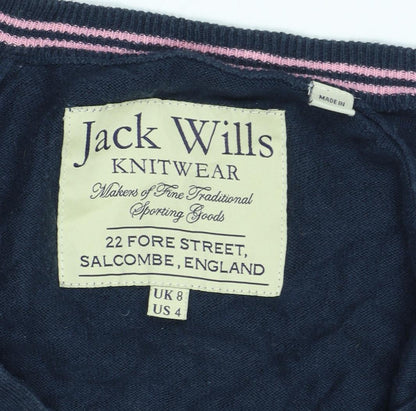 MADE IN
Jack Wills
KNITWEAR
Makers of Fine Traditional
Sporting Goods
22 FORE STREET,
SALCOMBE, ENGLAND
UK 8
US 4